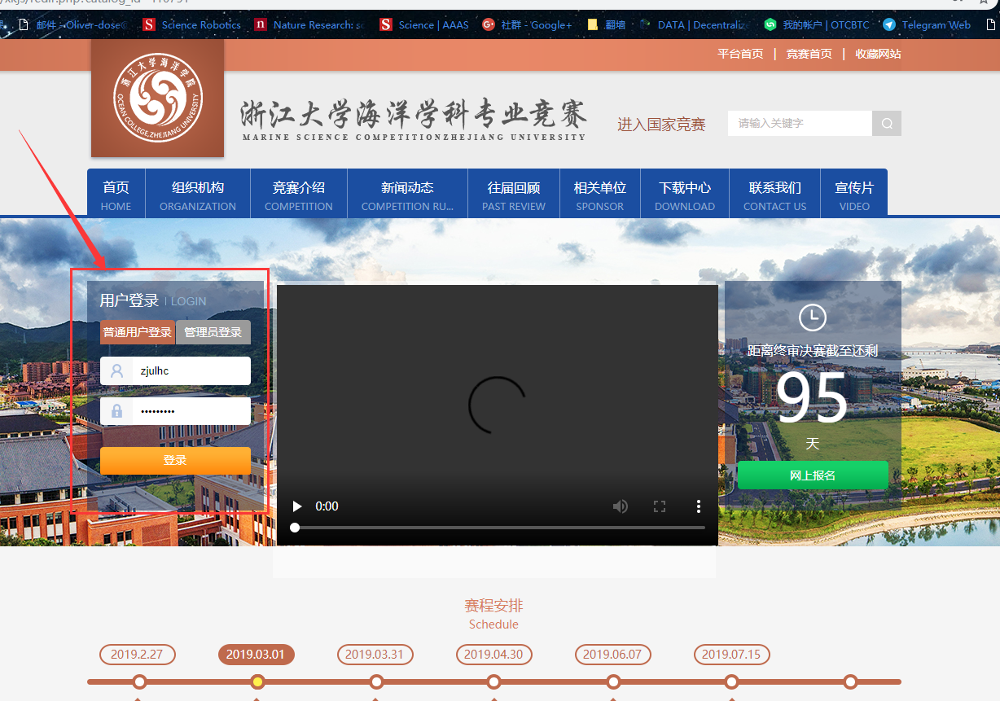 邮件 - Oliver-dose©
Science Robotics
Nature Research: sc
Science | AAAS
社群 - Google+
翻墙
DATA | Decentralize
我的帐户 | OTCBTC
Telegram Web
平台首页 | 竞赛首页 | 收藏网站
浙江大学海洋学院
OCEAN COLLEGE,ZHEJIANG UNIVERSITY
浙江大学海洋学科专业竞赛
MARINE SCIENCE COMPETITIONZHEJIANG UNIVERSITY
进入国家竞赛
请输入关键字
首页
HOME
组织机构
ORGANIZATION
竞赛介绍
COMPETITION
新闻动态
COMPETITION RU...
往届回顾
PAST REVIEW
相关单位
SPONSOR
下载中心
DOWNLOAD
联系我们
CONTACT US
宣传片
VIDEO
用户登录 | LOGIN
普通用户登录
管理员登录
zjulhc
•••••••••
登录
0:00
距离终审决赛截至还剩
95
天
网上报名
赛程安排
Schedule
2019.2.27
2019.03.01
2019.03.31
2019.04.30
2019.06.07
2019.07.15